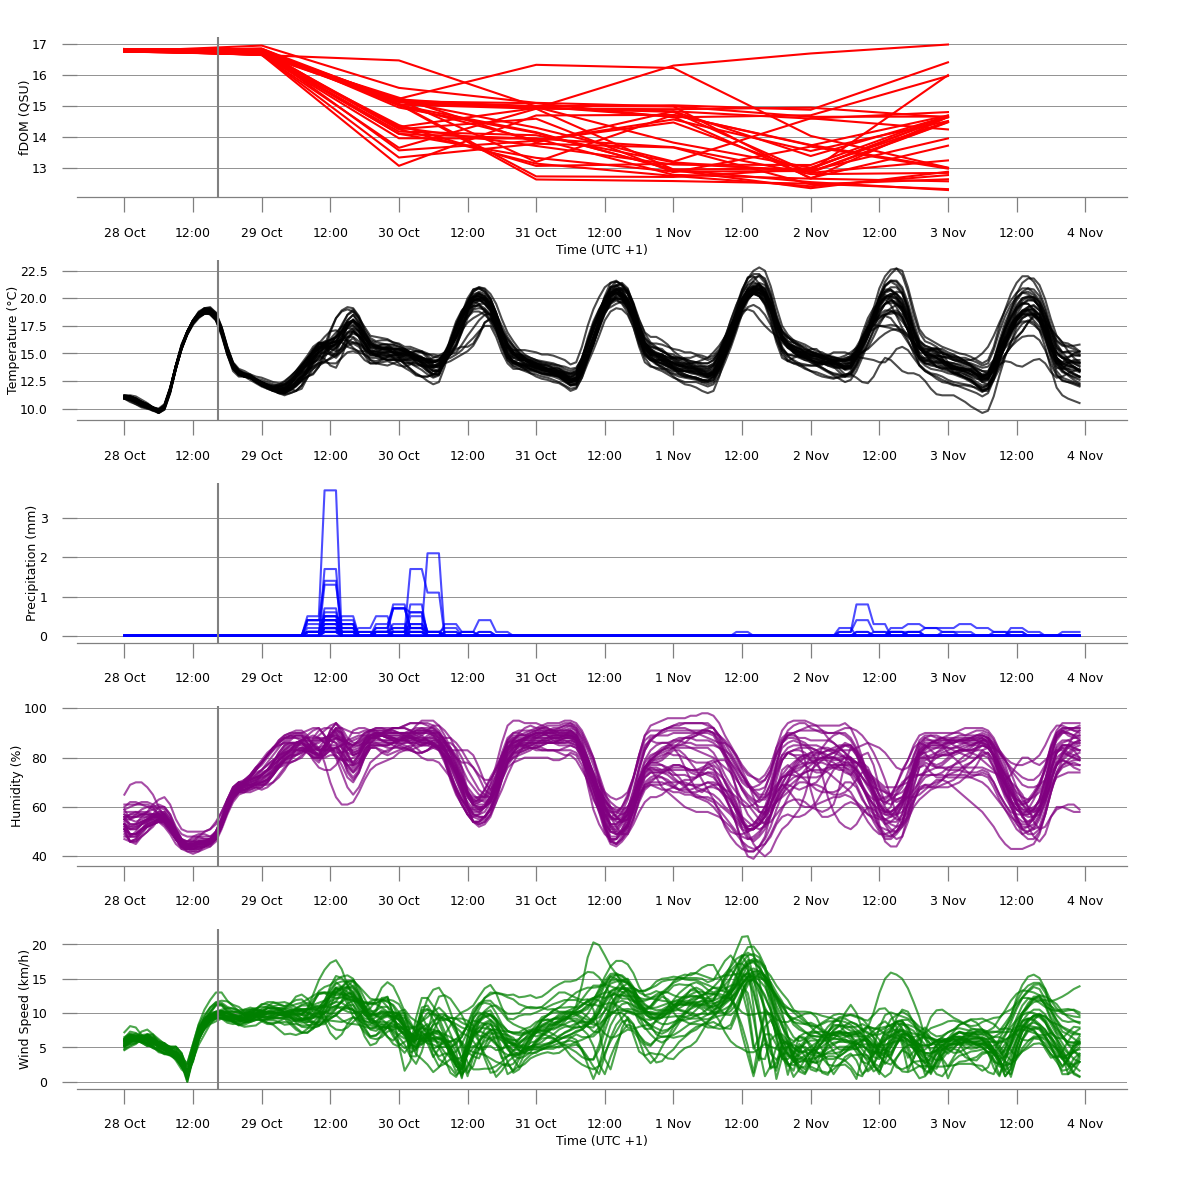 fDOM (QSU)
17
16
15
14
13
28 Oct 12:00 29 Oct 12:00 30 Oct 12:00 31 Oct 12:00 1 Nov 12:00 2 Nov 12:00 3 Nov 12:00 4 Nov
Time (UTC +1)
Temperature (°C)
22.5
20.0
17.5
15.0
12.5
10.0
28 Oct 12:00 29 Oct 12:00 30 Oct 12:00 31 Oct 12:00 1 Nov 12:00 2 Nov 12:00 3 Nov 12:00 4 Nov
Precipitation (mm)
3
2
1
0
28 Oct 12:00 29 Oct 12:00 30 Oct 12:00 31 Oct 12:00 1 Nov 12:00 2 Nov 12:00 3 Nov 12:00 4 Nov
Humidity (%)
100
80
60
40
28 Oct 12:00 29 Oct 12:00 30 Oct 12:00 31 Oct 12:00 1 Nov 12:00 2 Nov 12:00 3 Nov 12:00 4 Nov
Wind Speed (km/h)
20
15
10
5
0
28 Oct 12:00 29 Oct 12:00 30 Oct 12:00 31 Oct 12:00 1 Nov 12:00 2 Nov 12:00 3 Nov 12:00 4 Nov
Time (UTC +1)